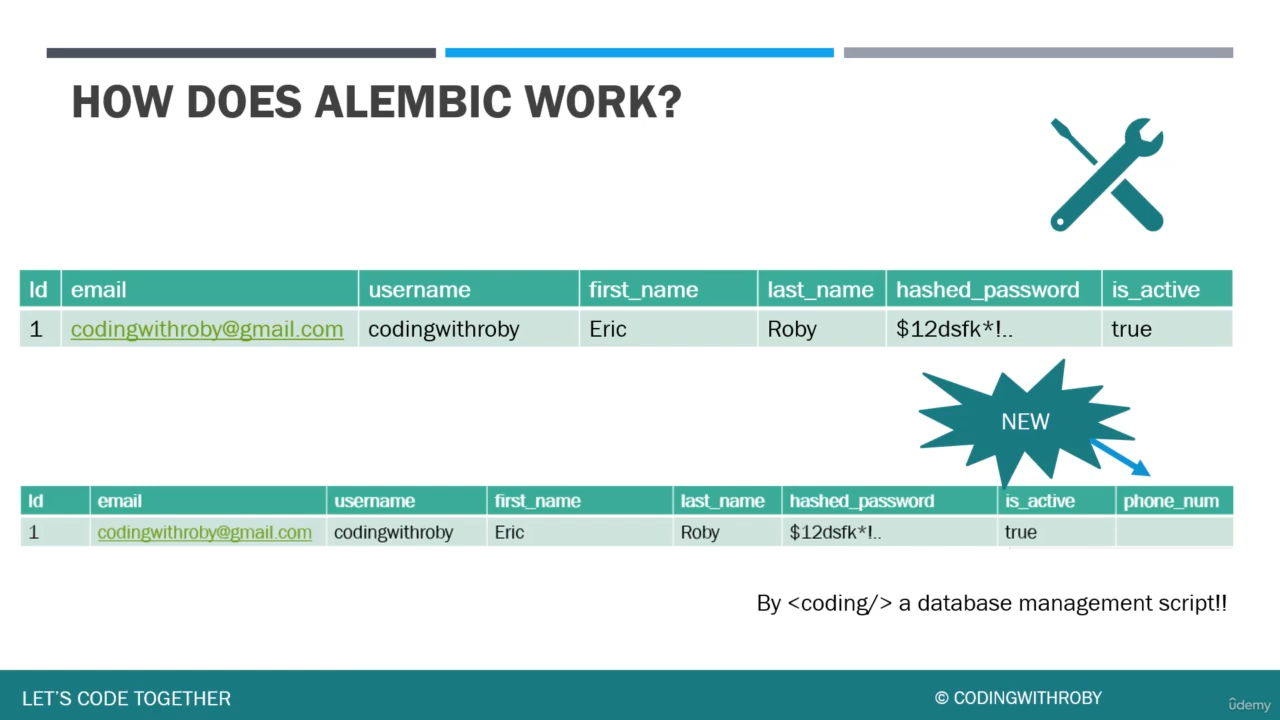 HOW DOES ALEMBIC WORK?
Id email username first_name last_name hashed_password is_active
1 codingwithroby@gmail.com codingwithroby Eric Roby $12dsfk*!.. true
NEW
Id email username first_name last_name hashed_password is_active phone_num
1 codingwithroby@gmail.com codingwithroby Eric Roby $12dsfk*!.. true
By <coding/> a database management script!!
LET'S CODE TOGETHER
© CODINGWITHROBY
udemy